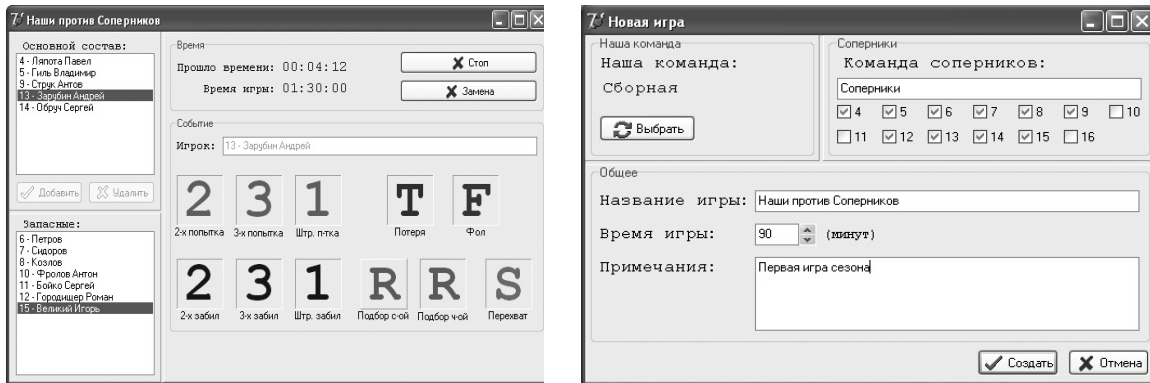 Наши против Соперников
Основной состав:
4 - Ляпота Павел
5 - Гиль Владимир
9 - Струк Антов
13 - Зарубин Андрей
14 - Обруч Сергей
Добавить
Удалить
Запасные:
6 - Петров
7 - Сидоров
8 - Козлов
10 - Фролов Антон
11 - Бойко Сергей
12 - Городищер Роман
15 - Великий Игорь
Время
Прошло времени: 00:04:12
Стоп
Время игры: 01:30:00
Замена
Событие
Игрок: 13 - Зарубин Андрей
2 3 1 T F
2-х попытка 3-х попытка Штр. п-тка Потеря Фол
2 3 1 R R S
2-х забил 3-х забил Штр. забил Подбор с-ой Подбор ч-ой Перехват
Новая игра
Наша команда
Наша команда:
Сборная
Выбрать
Соперники
Команда соперников:
Соперники
4 5 6 7 8 9 10
11 12 13 14 15 16
Общее
Название игры: Наши против Соперников
Время игры: 90 (минут)
Примечания: Первая игра сезона
Создать
Отмена